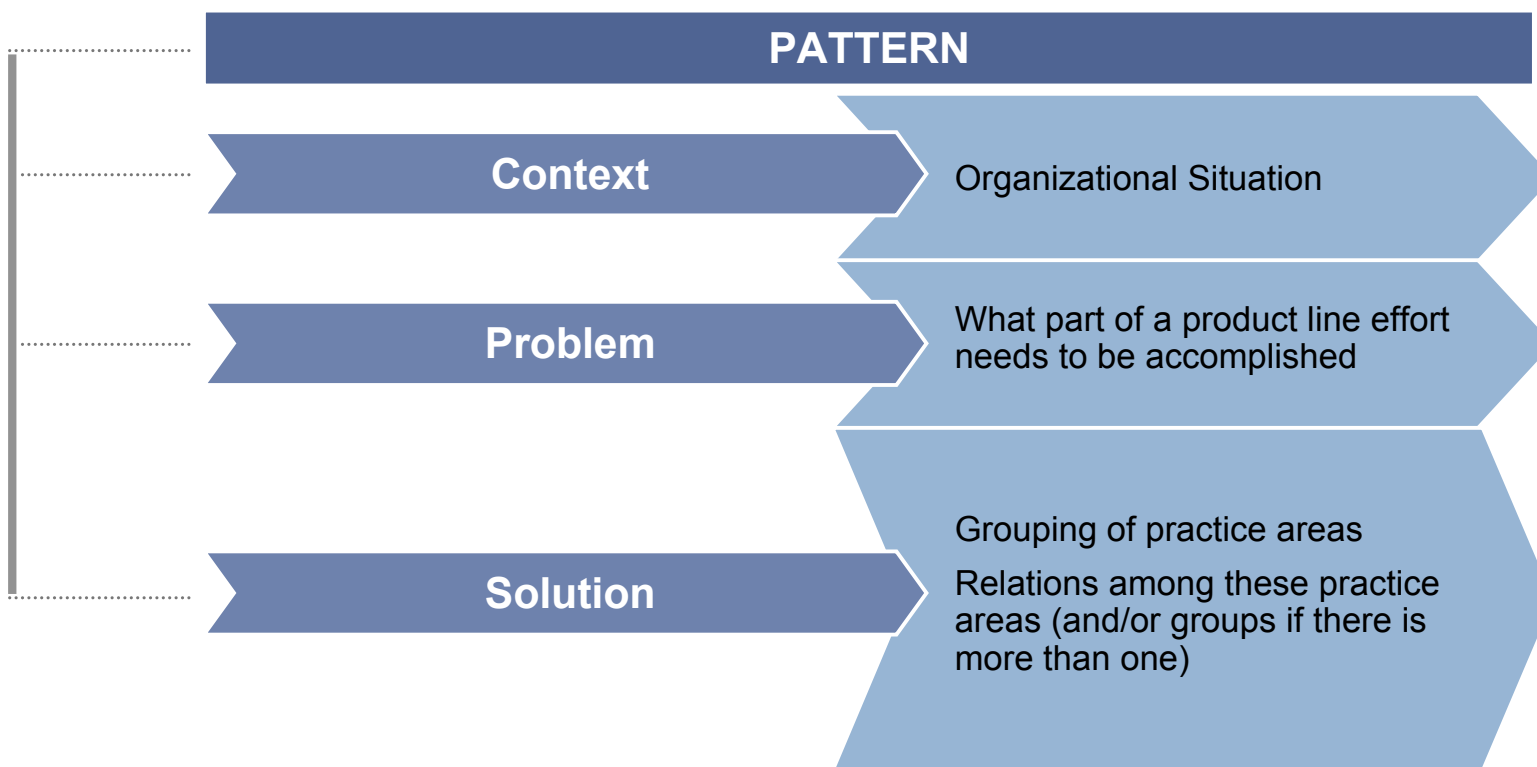 PATTERN
Context
Organizational Situation
Problem
What part of a product line effort
needs to be accomplished
Solution
Grouping of practice areas
Relations among these practice
areas (and/or groups if there is
more than one)